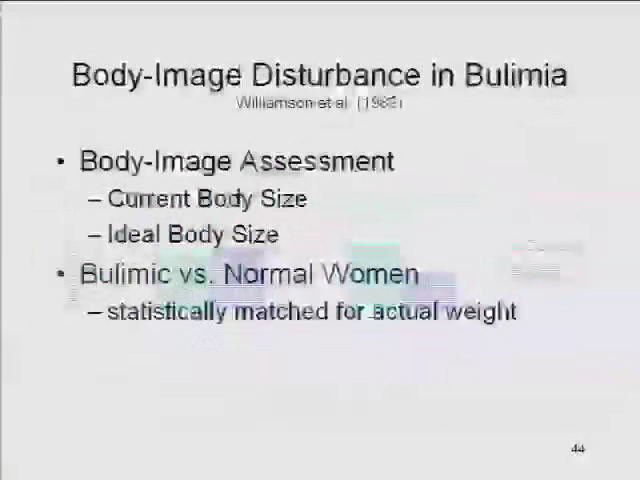 Body-Image Disturbance in Bulimia
Williamson et al. (1989)
• Body-Image Assessment
– Current Body Size
– Ideal Body Size
• Bulimic vs. Normal Women
– statistically matched for actual weight
44